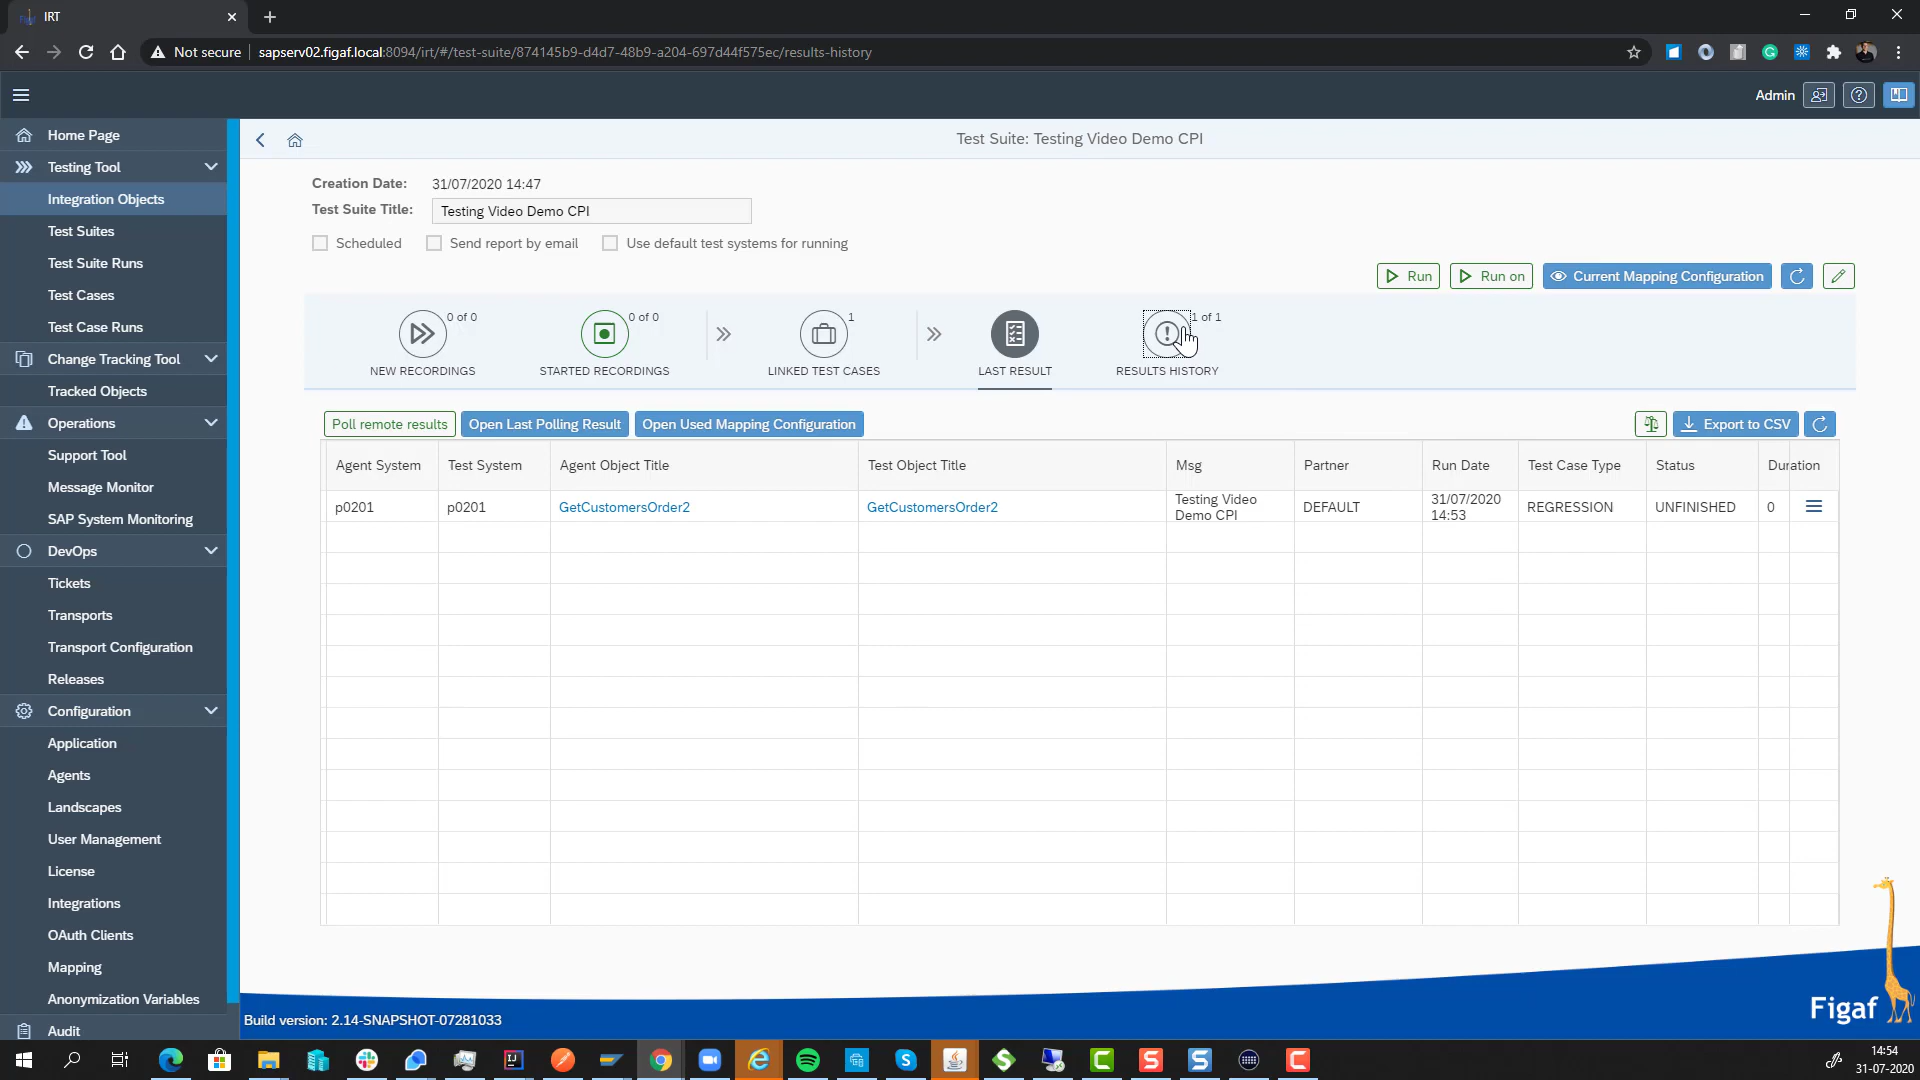 IRT
Not secure
sapserv02.figaf.local:8094/irt/#/test-suite/874145b9-d4d7-48b9-a204-697d44f575ec/results-history
Admin
Home Page
Testing Tool
Integration Objects
Test Suites
Test Suite Runs
Test Cases
Test Case Runs
Change Tracking Tool
Tracked Objects
Operations
Support Tool
Message Monitor
SAP System Monitoring
DevOps
Tickets
Transports
Transport Configuration
Releases
Configuration
Application
Agents
Landscapes
User Management
License
Integrations
OAuth Clients
Mapping
Anonymization Variables
Audit
Test Suite: Testing Video Demo CPI
Creation Date: 31/07/2020 14:47
Test Suite Title: Testing Video Demo CPI
Scheduled Send report by email Use default test systems for running
Run Run on Current Mapping Configuration
0 of 0 0 of 0 1 1 of 1
NEW RECORDINGS STARTED RECORDINGS LINKED TEST CASES LAST RESULT RESULTS HISTORY
Poll remote results Open Last Polling Result Open Used Mapping Configuration Export to CSV
Agent System Test System Agent Object Title Test Object Title Msg Partner Run Date Test Case Type Status Duration
p0201 p0201 GetCustomersOrder2 GetCustomersOrder2 Testing Video Demo CPI DEFAULT 31/07/2020 14:53 REGRESSION UNFINISHED 0
Figaf
Build version: 2.14-SNAPSHOT-07281033
14:54
31-07-2020